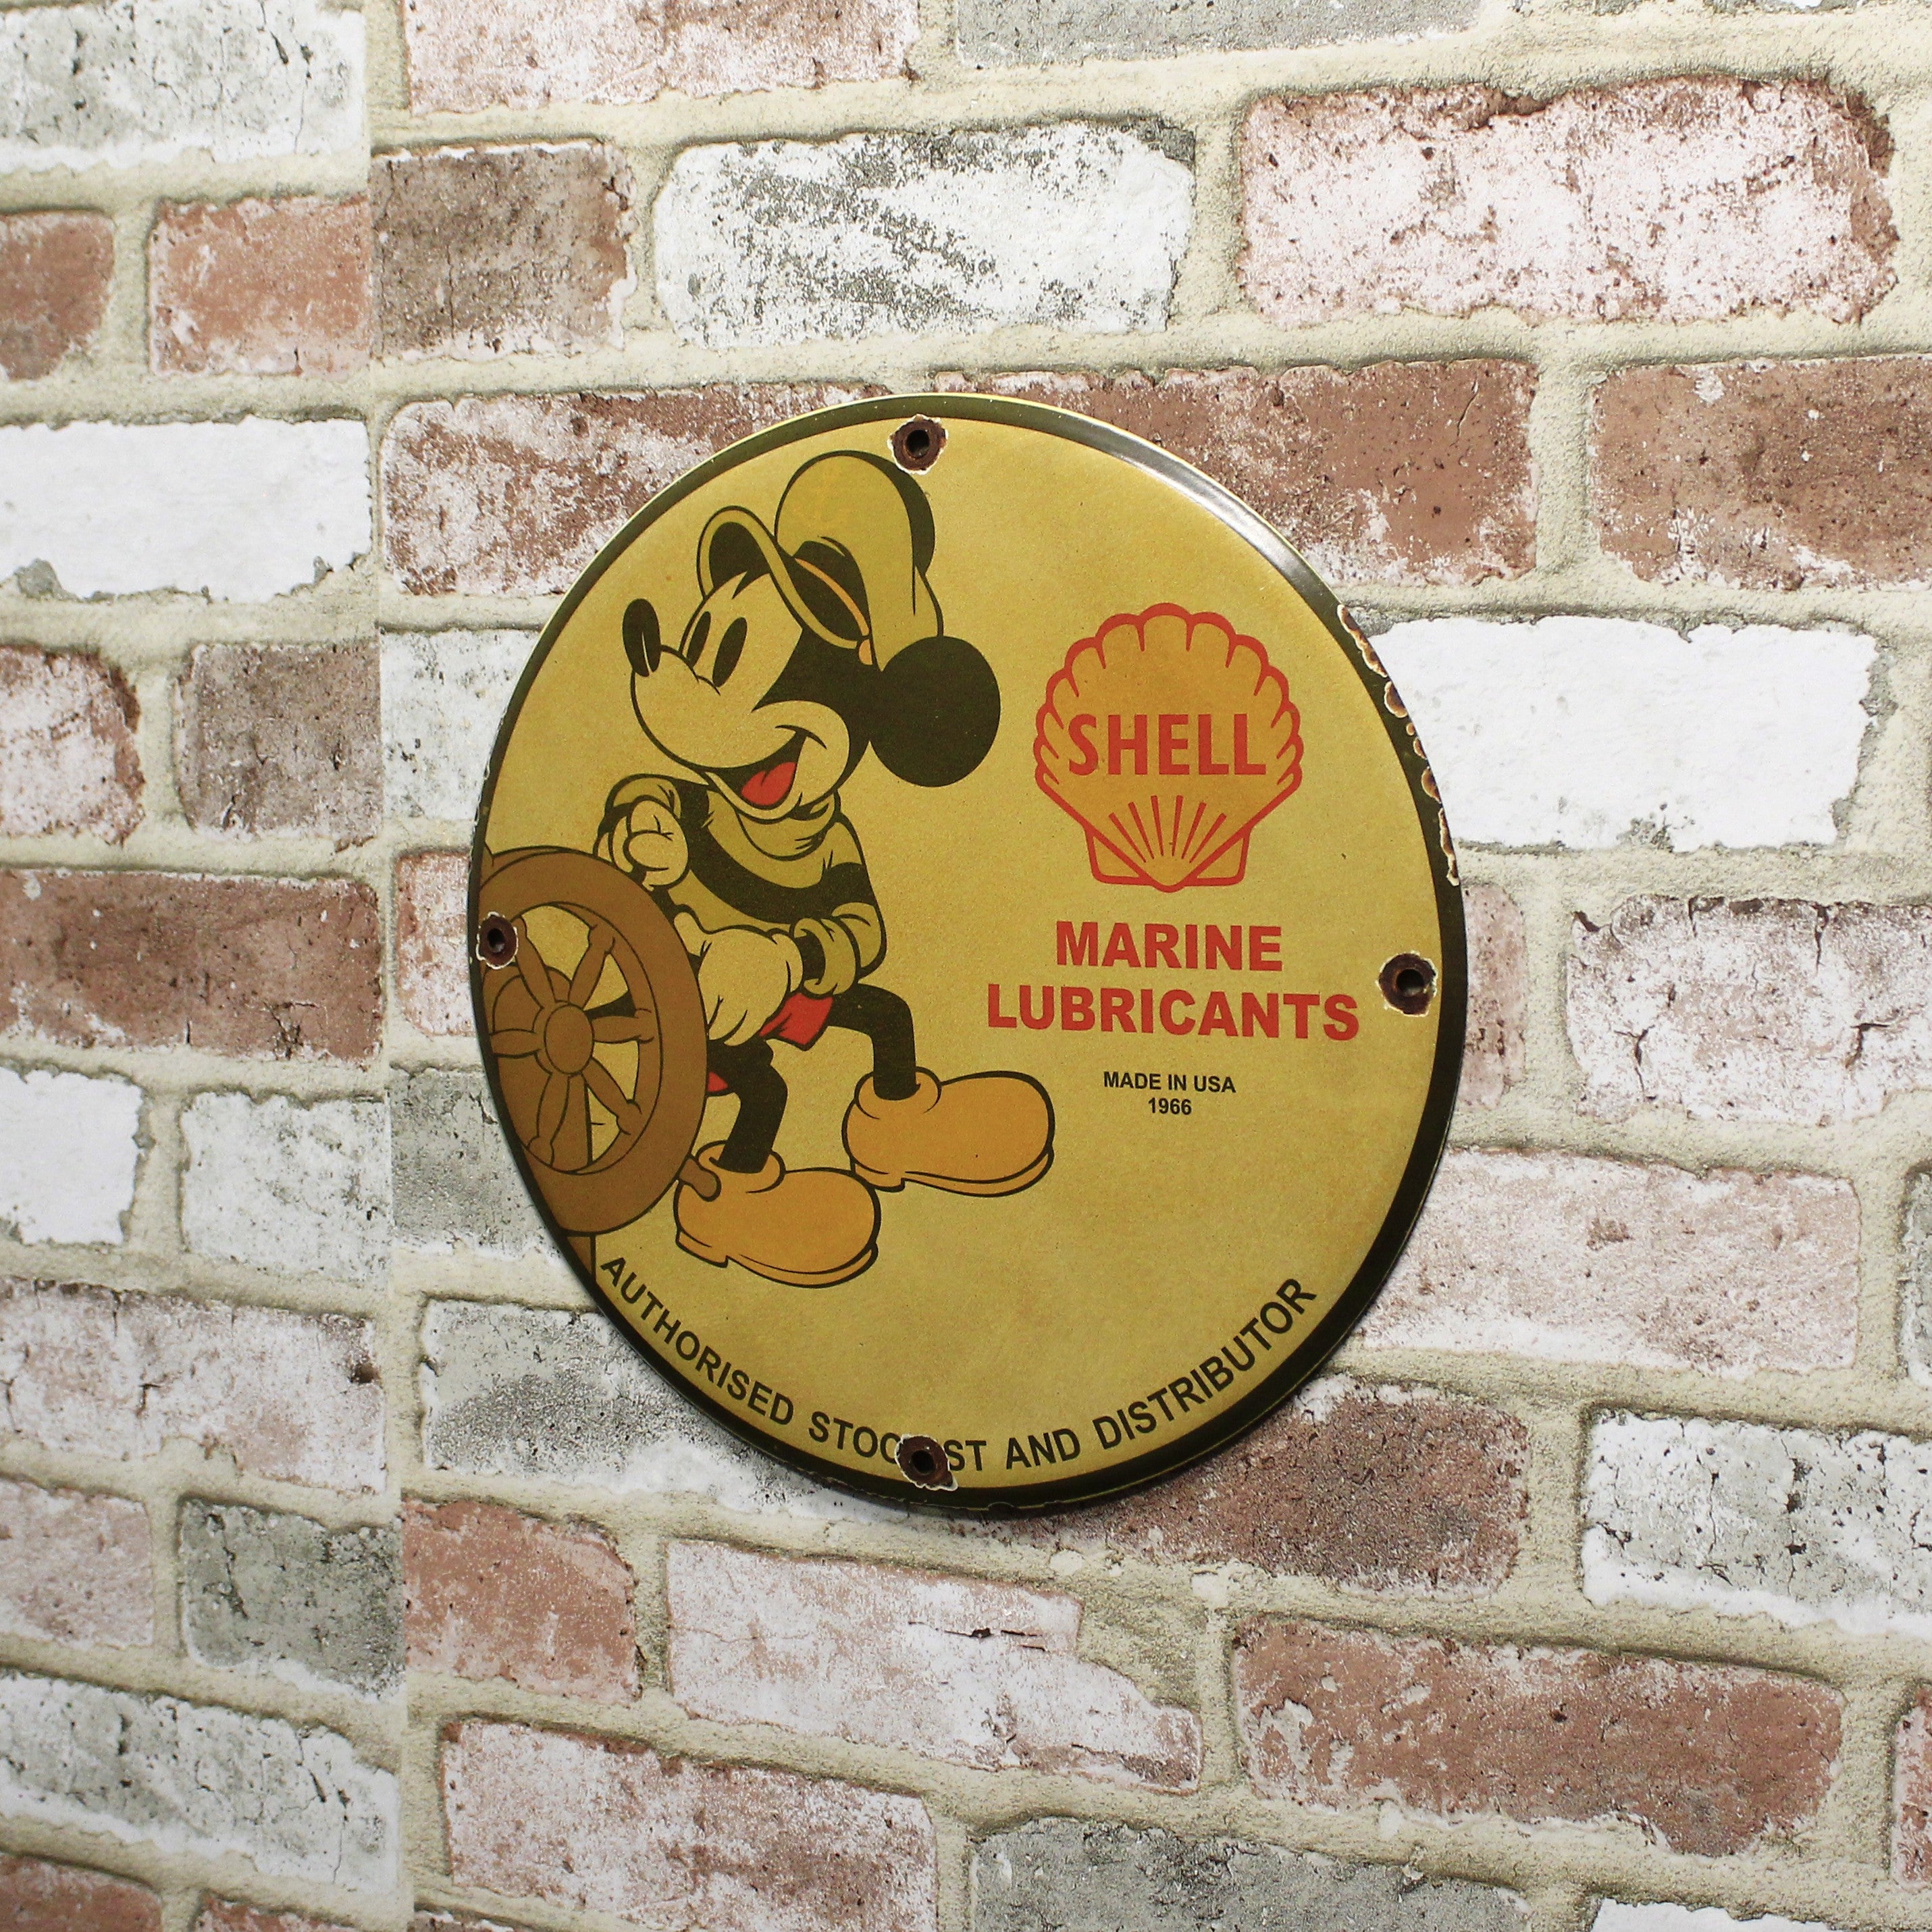 SHELL
MARINE
LUBRICANTS
MADE IN USA
1966
AUTHORISED AND DISTRIBUTOR